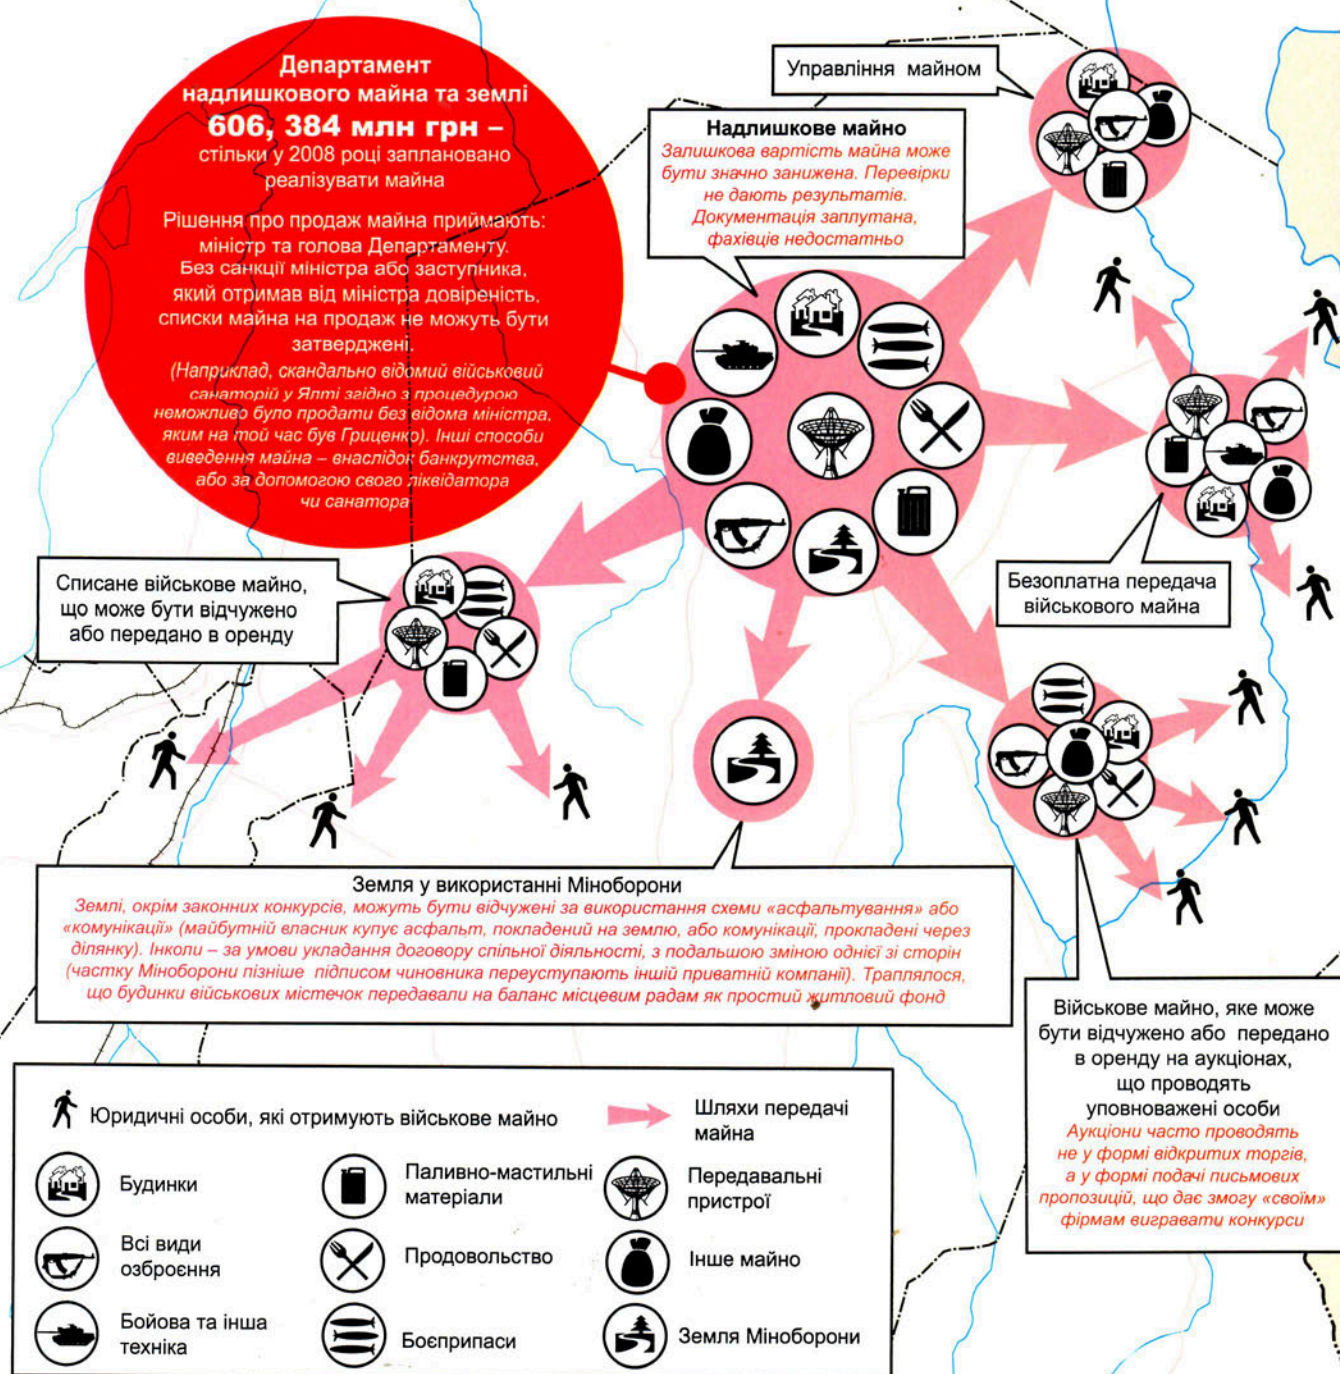 Департамент
надлишкового майна та землі
606, 384 млн грн –
стільки у 2008 році заплановано
реалізувати майна
Рішення про продаж майна приймають:
міністр та голова Департаменту.
Без санкції міністра або заступника,
який отримав від міністра довіреність,
списки майна на продаж не можуть бути
затверджені.
(Наприклад, скандально відомий військовий
санаторій у Ялті згідно з процедурою
неможливо було продати без відома міністра,
яким на той час був Гриценко). Інші способи
виведення майна – внаслідок банкрутства,
або за допомогою свого ліквідатора
чи санатора
Управління майном
Надлишкове майно
Залишкова вартість майна може
бути значно занижена. Перевірки
не дають результатів.
Документація заплутана,
фахівців недостатньо
Списане військове майно,
що може бути відчужено
або передано в оренду
Безоплатна передача
військового майна
Земля у використанні Міноборони
Землі, окрім законних конкурсів, можуть бути відчужені за використання схеми «асфальтування» або
«комунікації» (майбутній власник купує асфальт, покладений на землю, або комунікації, прокладені через
ділянку). Інколи – за умови укладання договору спільної діяльності, з подальшою зміною однієї зі сторін
(частку Міноборони пізніше підписом чиновника переуступають іншій приватній компанії). Траплялося,
що будинки військових містечок передавали на баланс місцевим радам як простий житловий фонд
Військове майно, яке може
бути відчужено або передано
в оренду на аукціонах,
що проводять
уповноважені особи
Аукціони часто проводять
не у формі відкритих торгів,
а у формі подачі письмових
пропозицій, що дає змогу «своїм»
фірмам вигравати конкурси
Юридичні особи, які отримують військове майно
Шляхи передачі
майна
Будинки
Паливно-мастильні
матеріали
Передавальні
пристрої
Всі види
озброєння
Продовольство
Інше майно
Бойова та інша
техніка
Боєприпаси
Земля Міноборони